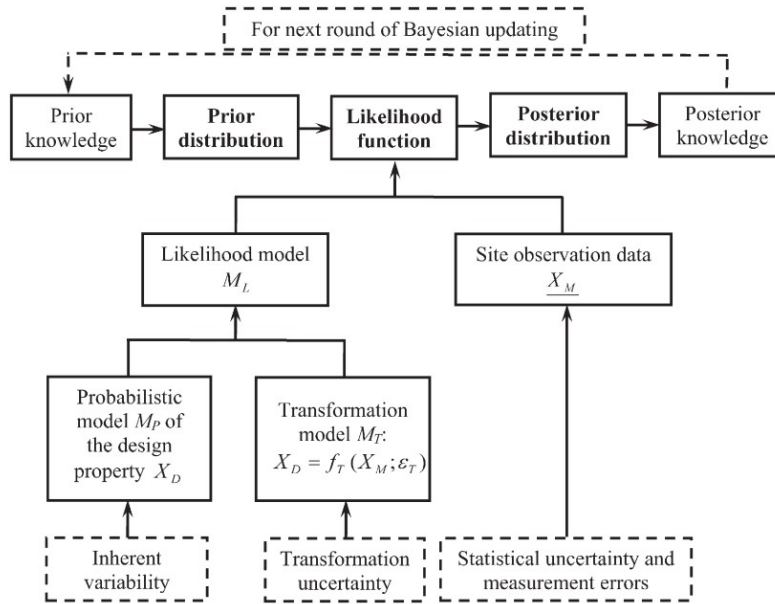 For next round of Bayesian updating
Prior
knowledge
Prior
distribution
Likelihood
function
Posterior
distribution
Posterior
knowledge
Likelihood model
M_L
Site observation data
X_M
Probabilistic
model M_P of
the design
property X_D
Transformation
model M_T:
X_D = f_T (X_M; ε_T)
Inherent
variability
Transformation
uncertainty
Statistical uncertainty and
measurement errors